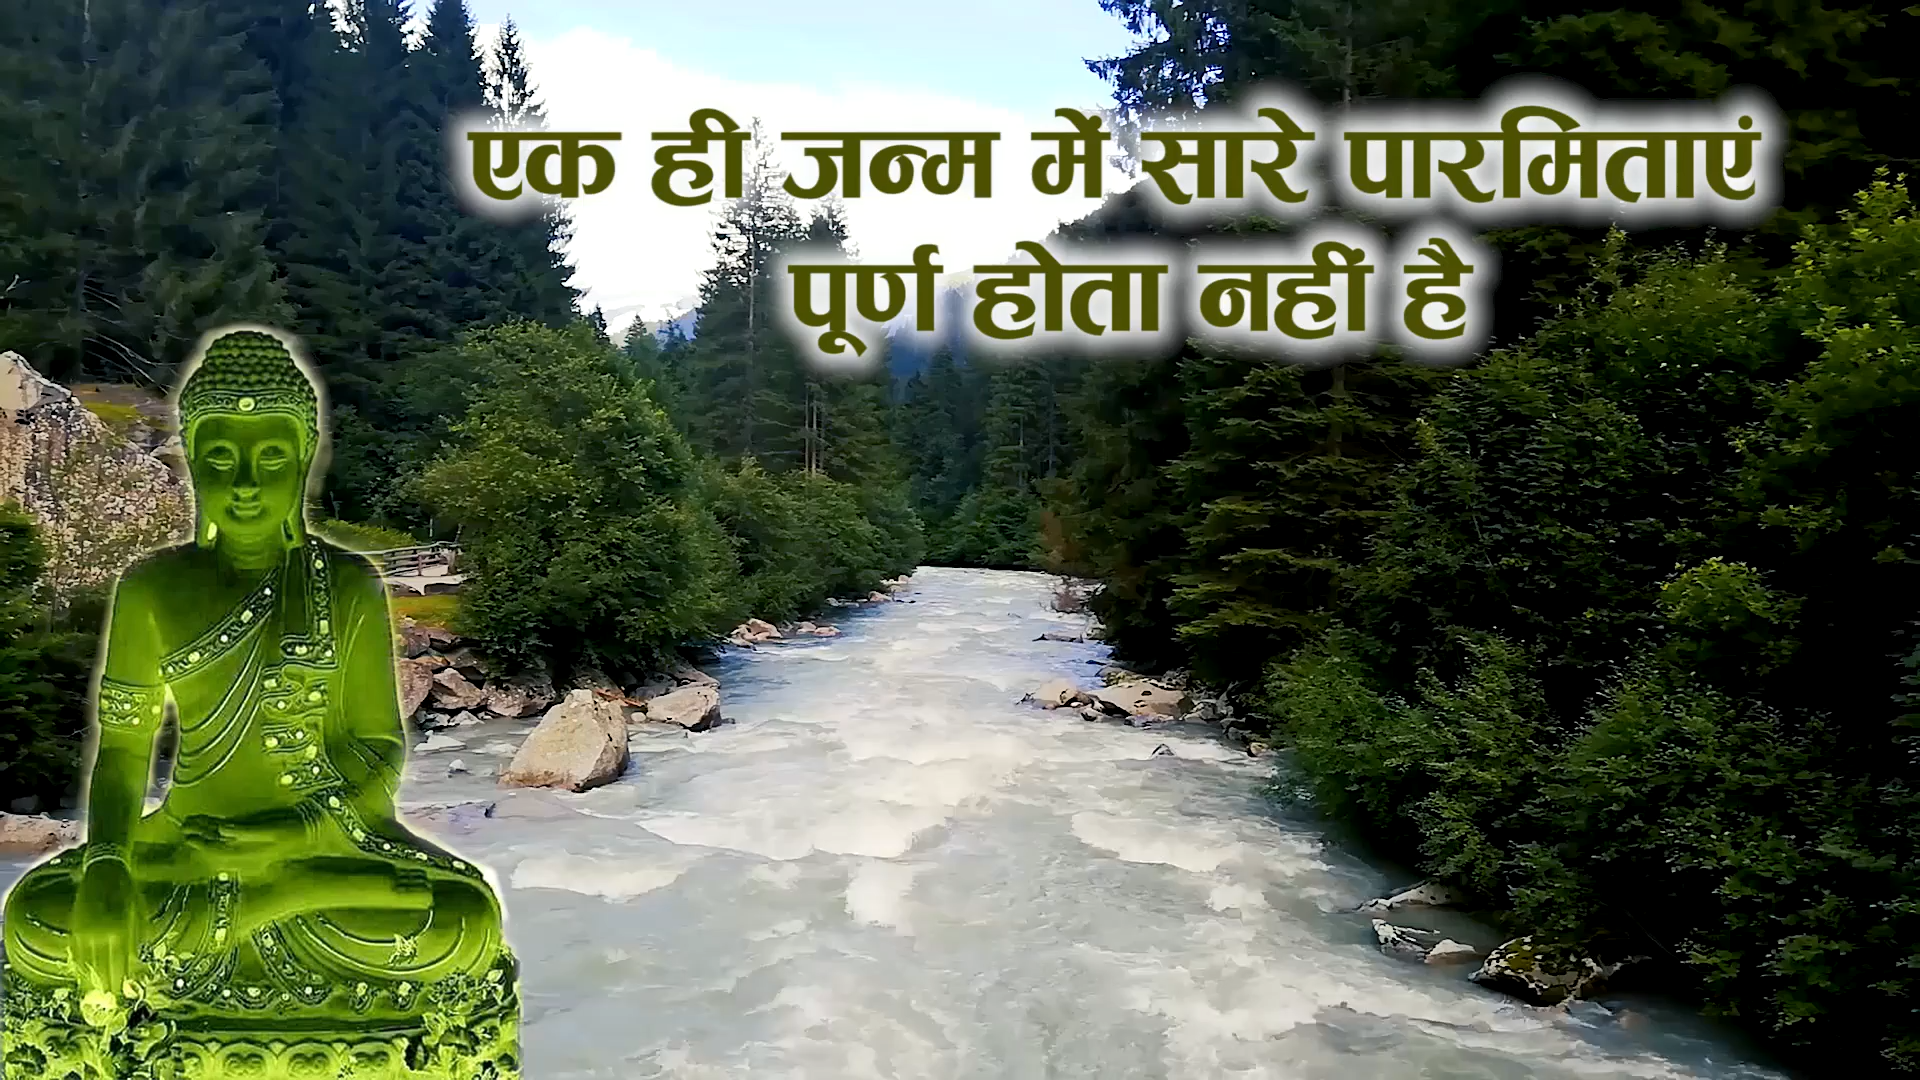 एक ही जन्म में सारे पारमिताएं
पूर्ण होता नहीं है